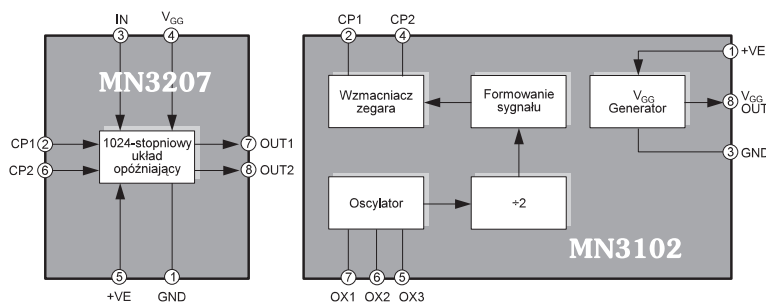 IN
VGG
3
4
MN3207
CP1
2
CP2
6
1024-stopniowy
układ
opóźniający
7
OUT1
8
OUT2
5
1
+VE
GND
CP1
CP2
2
4
1
+VE
Wzmacniacz
zegara
Formowanie
sygnału
VGG
Generator
8
VGG
OUT
3
GND
Oscylator
÷2
MN3102
7
6
5
OX1
OX2
OX3